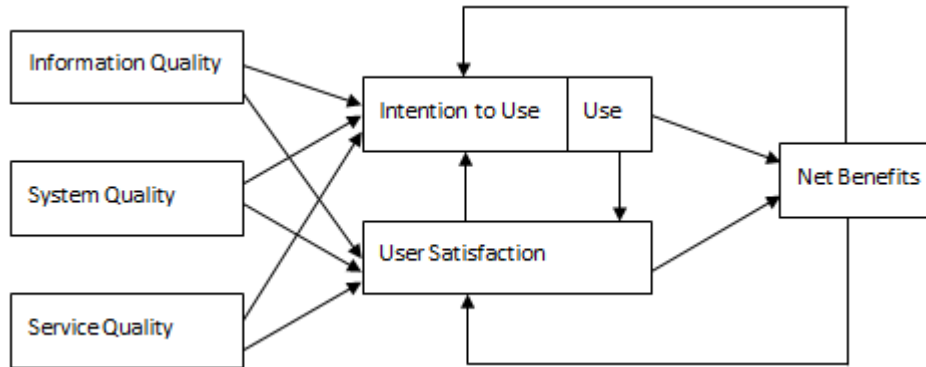 Information Quality
Intention to Use
Use
System Quality
Net Benefits
User Satisfaction
Service Quality